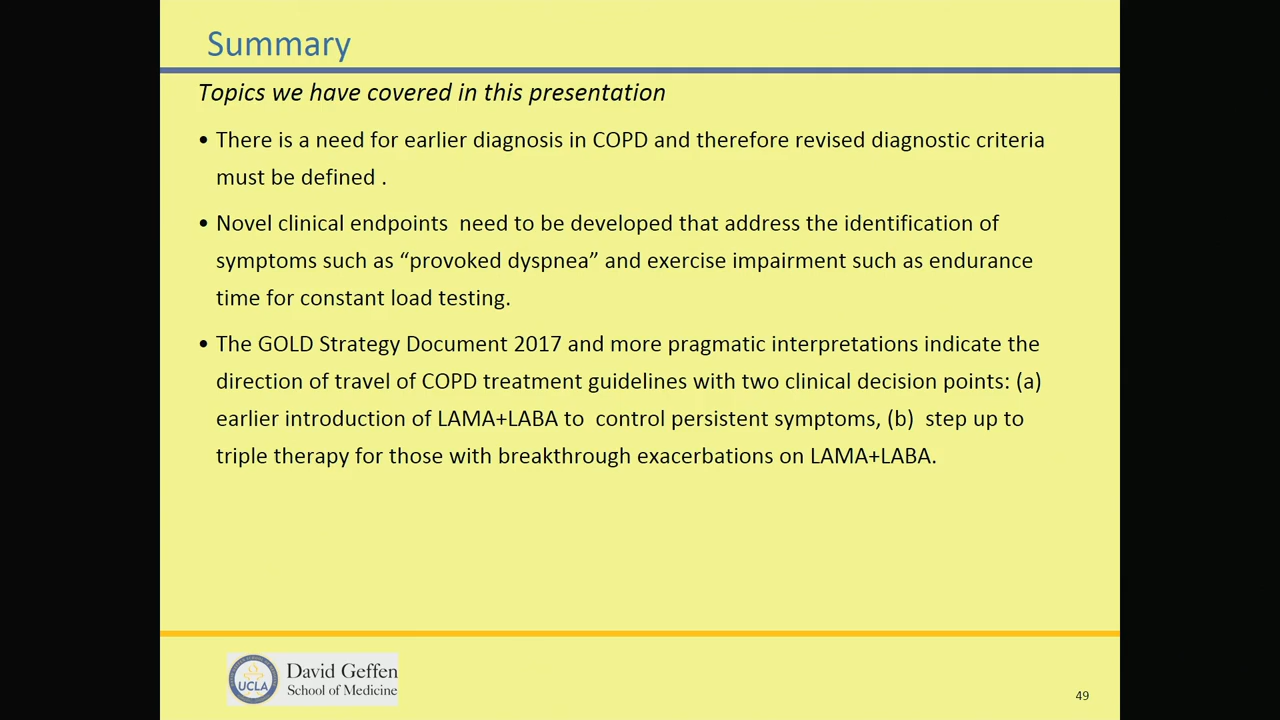 Summary
Topics we have covered in this presentation
• There is a need for earlier diagnosis in COPD and therefore revised diagnostic criteria
must be defined .
• Novel clinical endpoints  need to be developed that address the identification of
symptoms such as “provoked dyspnea” and exercise impairment such as endurance
time for constant load testing.
• The GOLD Strategy Document 2017 and more pragmatic interpretations indicate the
direction of travel of COPD treatment guidelines with two clinical decision points: (a)
earlier introduction of LAMA+LABA to  control persistent symptoms, (b)  step up to
triple therapy for those with breakthrough exacerbations on LAMA+LABA.
UCLA
David Geffen
School of Medicine
49